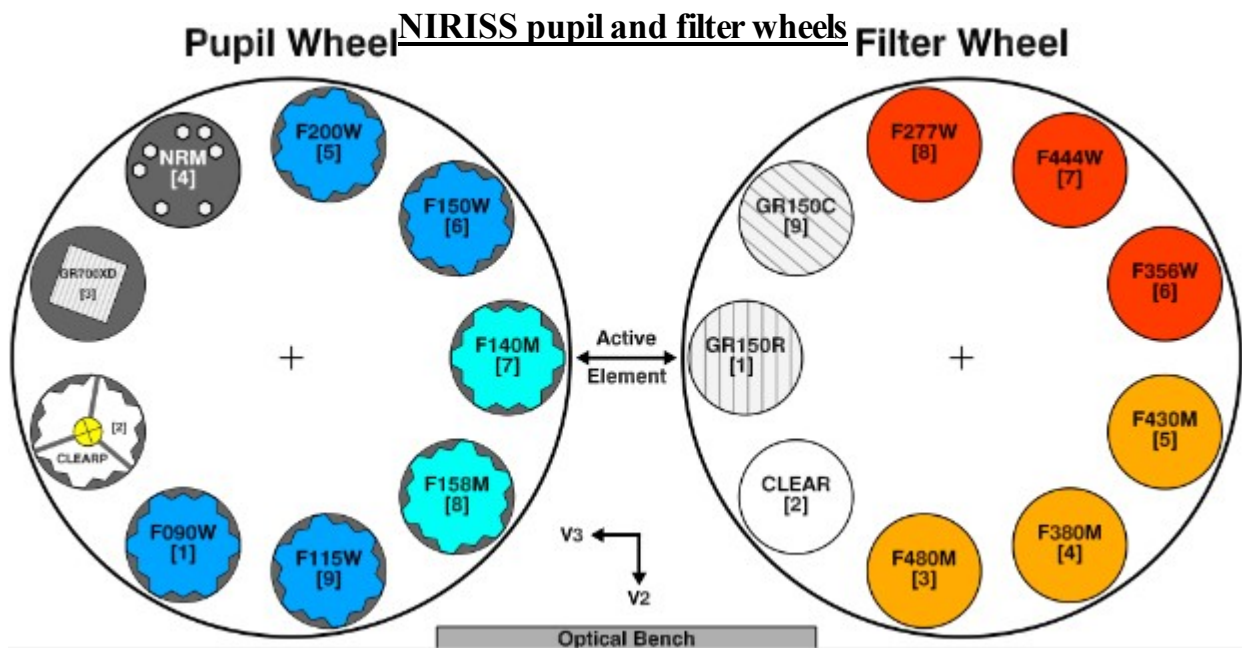 NIRISS pupil and filter wheels
Pupil Wheel
Filter Wheel
F200W
[5]
NRM
[4]
F150W
[6]
GR700XD
[3]
F140M
[7]
[2]
CLEARP
F158M
[8]
F090W
[1]
F115W
[9]
Active
Element
V3
V2
F277W
[8]
F444W
[7]
GR150C
[9]
F356W
[6]
GR150R
[1]
F430M
[5]
CLEAR
[2]
F380M
[4]
F480M
[3]
Optical Bench